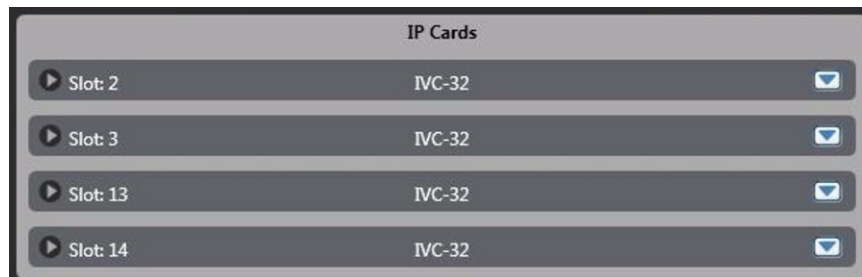 IP Cards
Slot: 2 IVC-32
Slot: 3 IVC-32
Slot: 13 IVC-32
Slot: 14 IVC-32